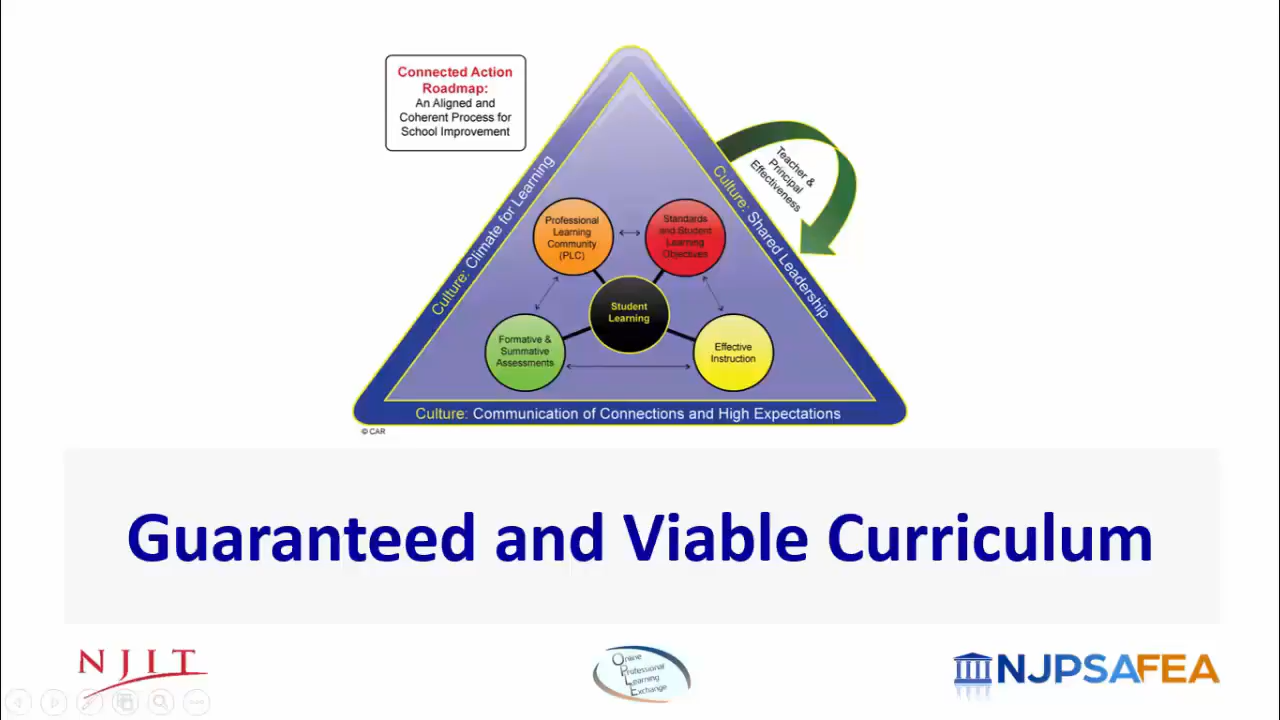 Connected Action
Roadmap:
An Aligned and
Coherent Process for
School Improvement
Teacher &
Principal
Effectiveness
Culture: Climate for Learning
Culture: Shared Leadership
Professional
Learning
Community
(PLC)
Standards
and Student
Learning
Objectives
Student
Learning
Formative &
Summative
Assessments
Effective
Instruction
Culture: Communication of Connections and High Expectations
© CAR
Guaranteed and Viable Curriculum
NJIT
Online
Professional
Learning
Exchange
NJPSAFEA